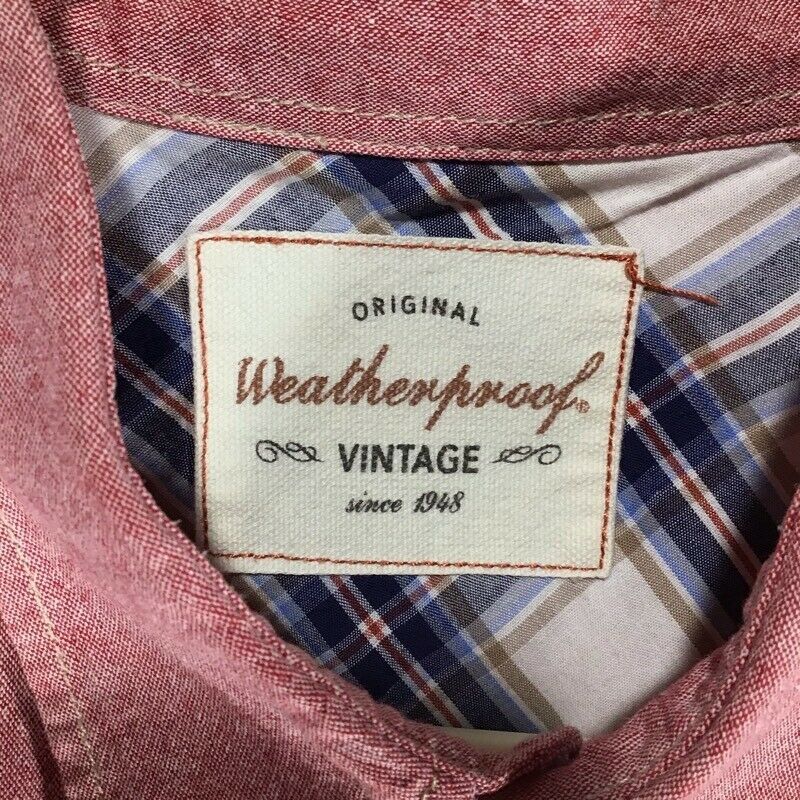 ORIGINAL
Weatherproof®
VINTAGE
since 1948